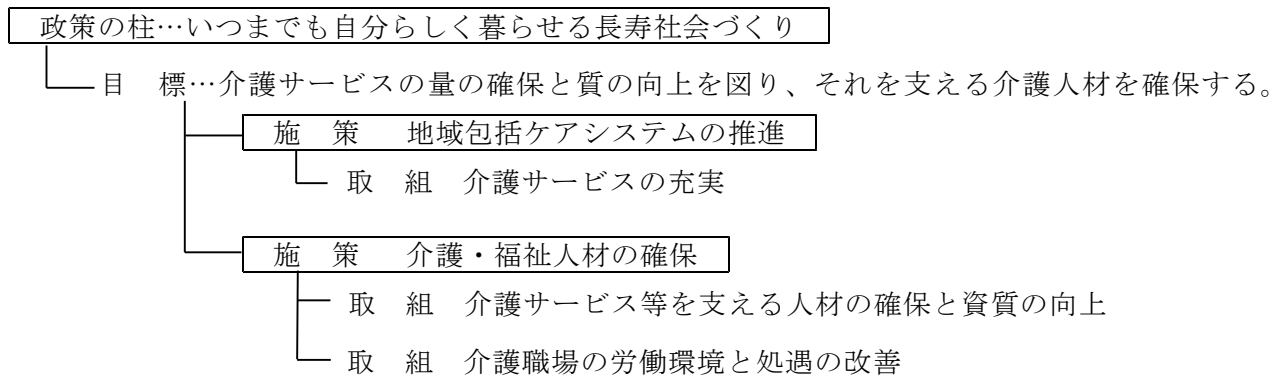 政策の柱…いつまでも自分らしく暮らせる長寿社会づくり
目　標…介護サービスの量の確保と質の向上を図り、それを支える介護人材を確保する。
施　策　地域包括ケアシステムの推進
取　組　介護サービスの充実
施　策　介護・福祉人材の確保
取　組　介護サービス等を支える人材の確保と資質の向上
取　組　介護職場の労働環境と処遇の改善